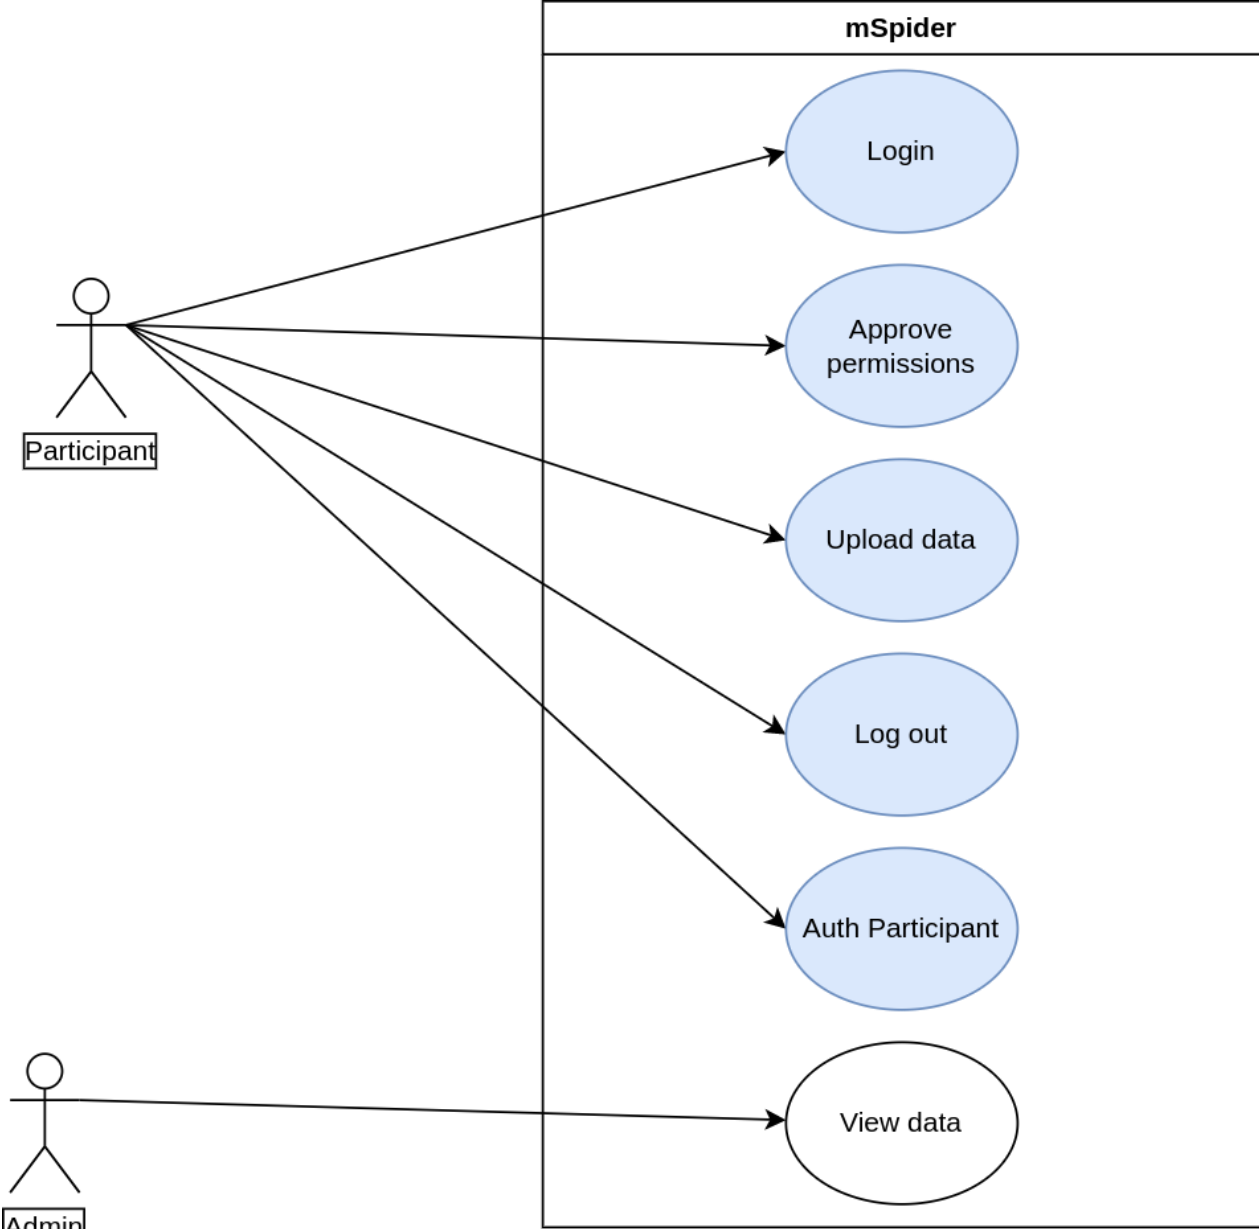 mSpider
Login
Approve
permissions
Participant
Upload data
Log out
Auth Participant
View data
Admin